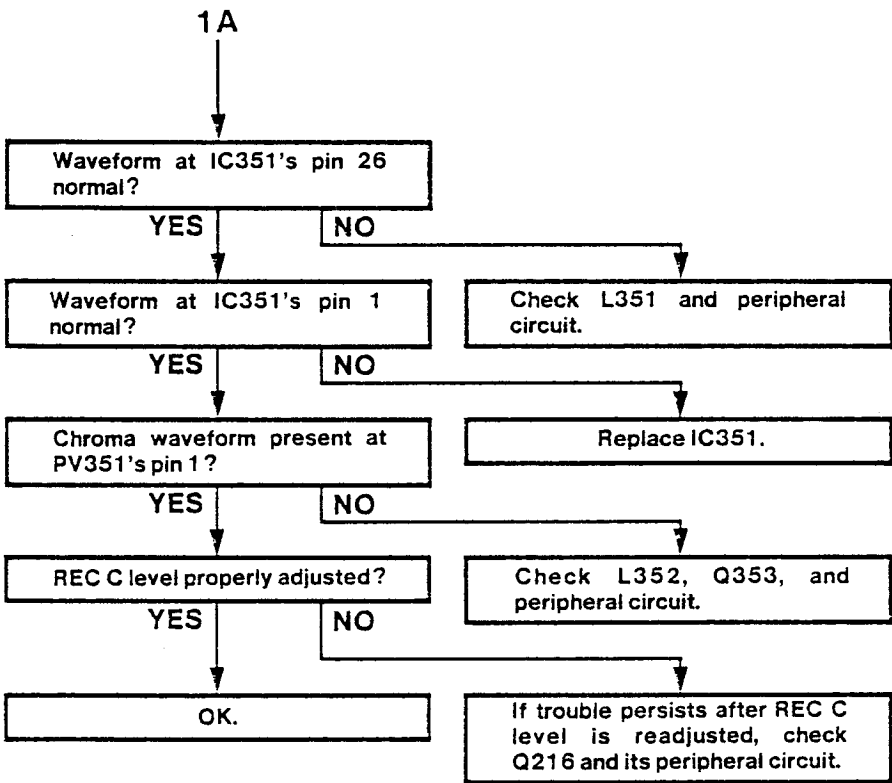 1A
Waveform at IC351's pin 26
normal?
YES NO
Waveform at IC351's pin 1
normal?
Check L351 and peripheral
circuit.
YES NO
Chroma waveform present at
PV351's pin 1?
Replace IC351.
YES NO
REC C level properly adjusted?
Check L352, Q353, and
peripheral circuit.
YES NO
OK.
If trouble persists after REC C
level is readjusted, check
Q216 and its peripheral circuit.